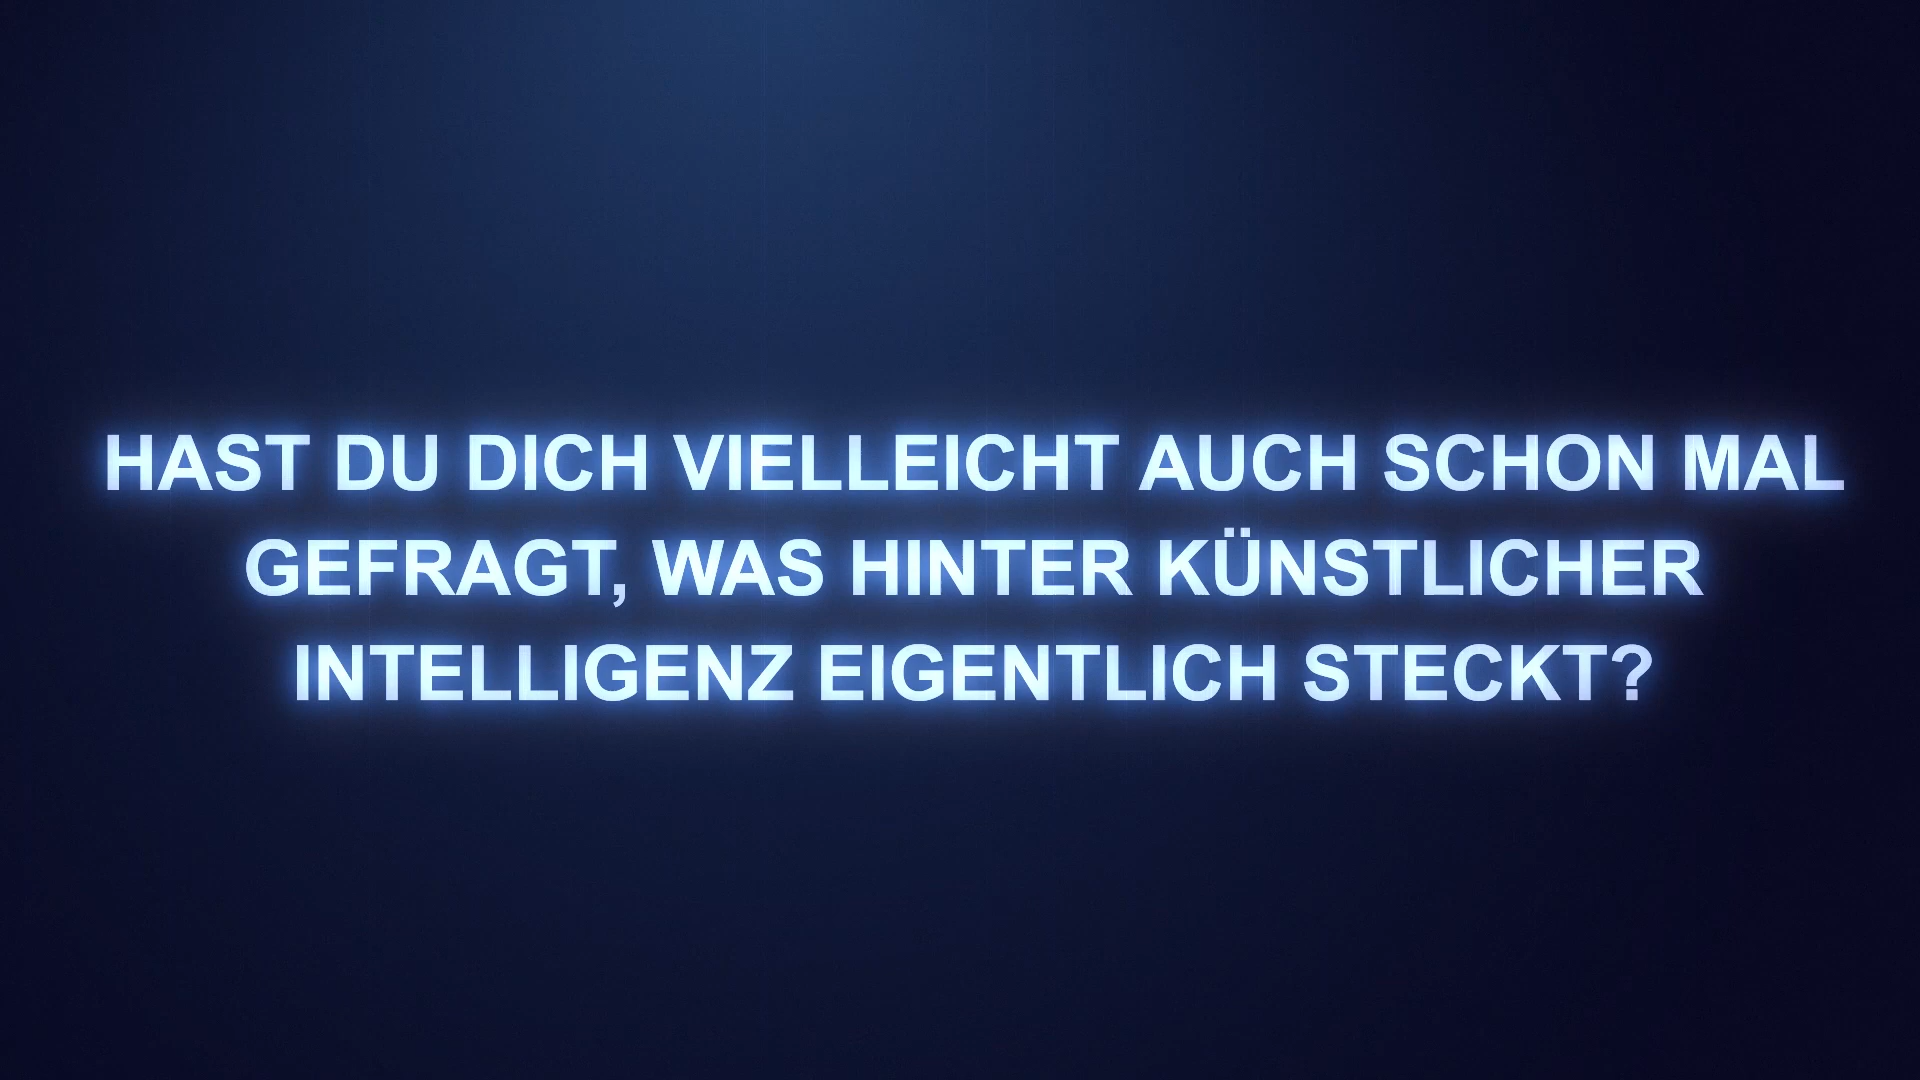 HAST DU DICH VIELLEICHT AUCH SCHON MAL
GEFRAGT, WAS HINTER KÜNSTLICHER
INTELLIGENZ EIGENTLICH STECKT?